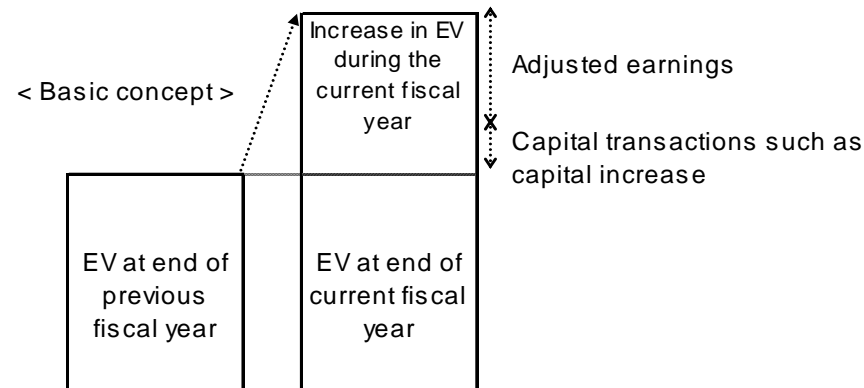 Increase in EV
during the
current fiscal
year
Adjusted earnings
< Basic concept >
Capital transactions such as
capital increase
EV at end of
previous
fiscal year
EV at end of
current fiscal
year